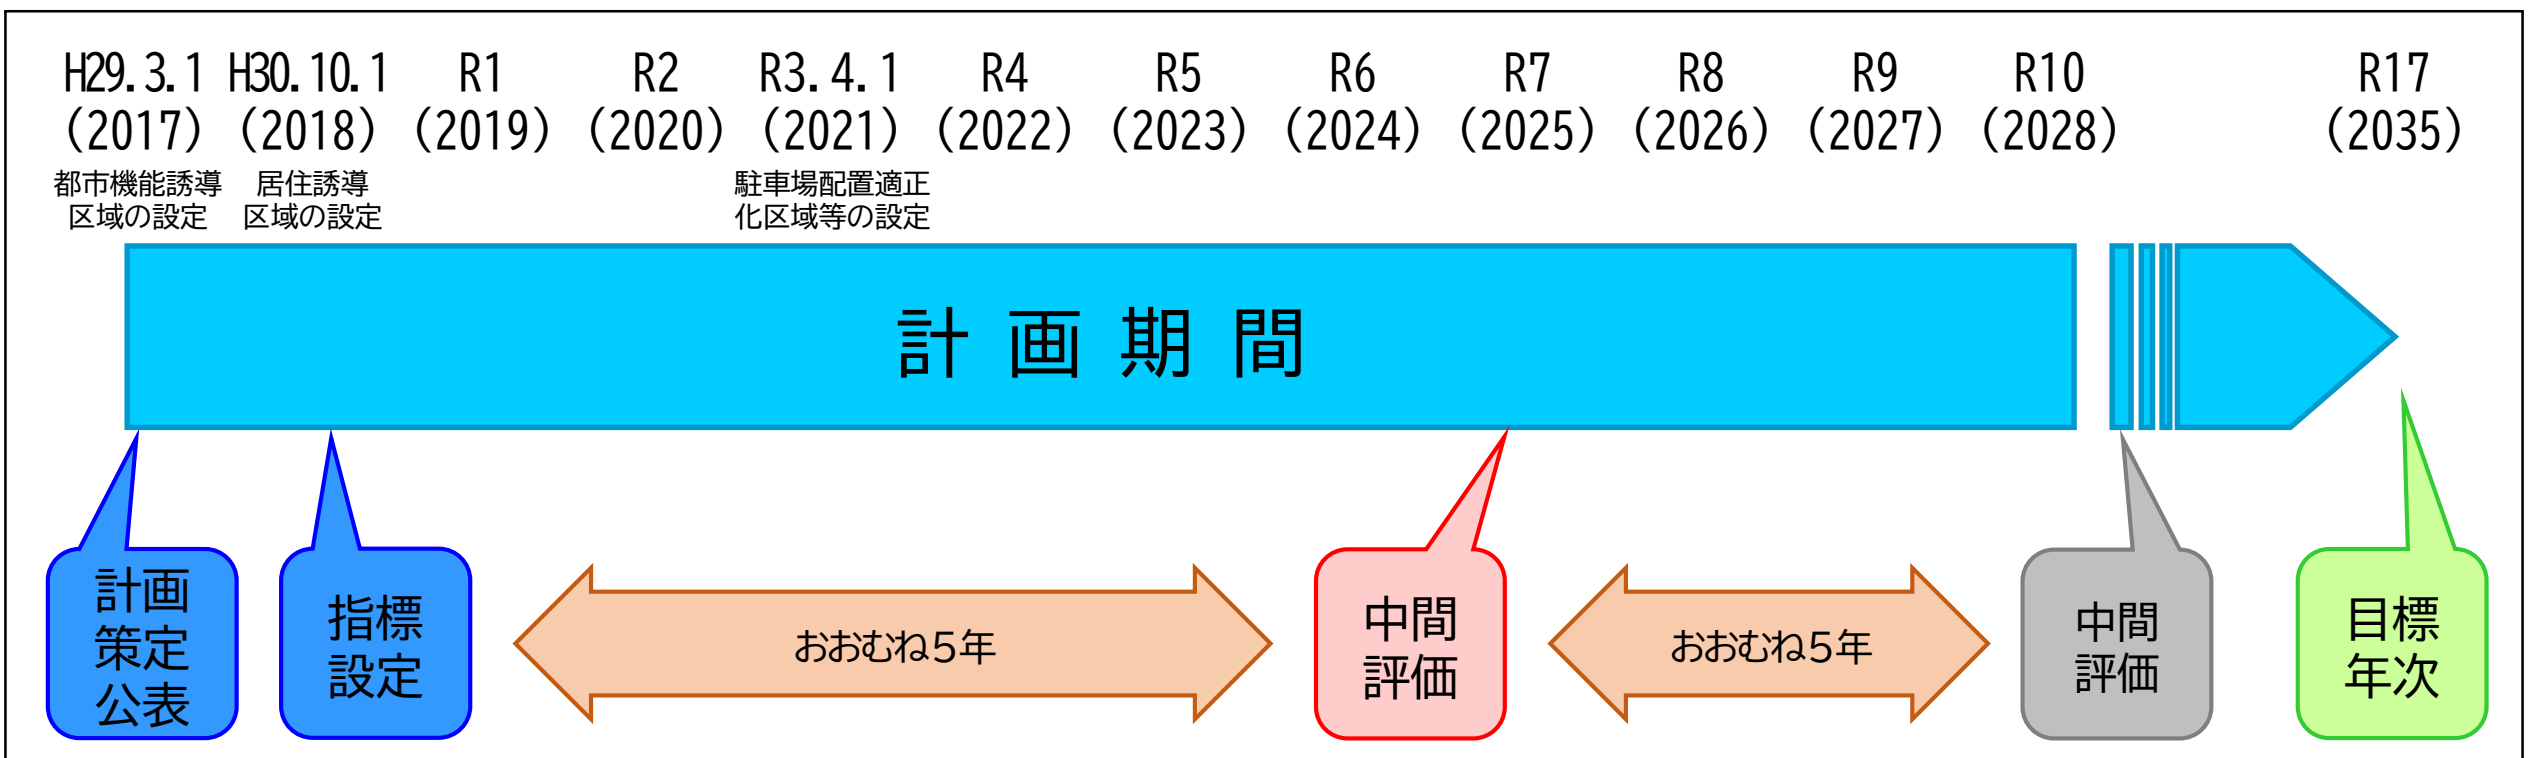 H29.3.1 H30.10.1 R1 R2 R3.4.1 R4 R5 R6 R7 R8 R9 R10 R17
(2017) (2018) (2019) (2020) (2021) (2022) (2023) (2024) (2025) (2026) (2027) (2028) (2035)
都市機能誘導
区域の設定
居住誘導
区域の設定
駐車場配置適正
化区域等の設定
計画期間
計画
策定
公表
指標
設定
おおむね5年
中間
評価
おおむね5年
中間
評価
目標
年次